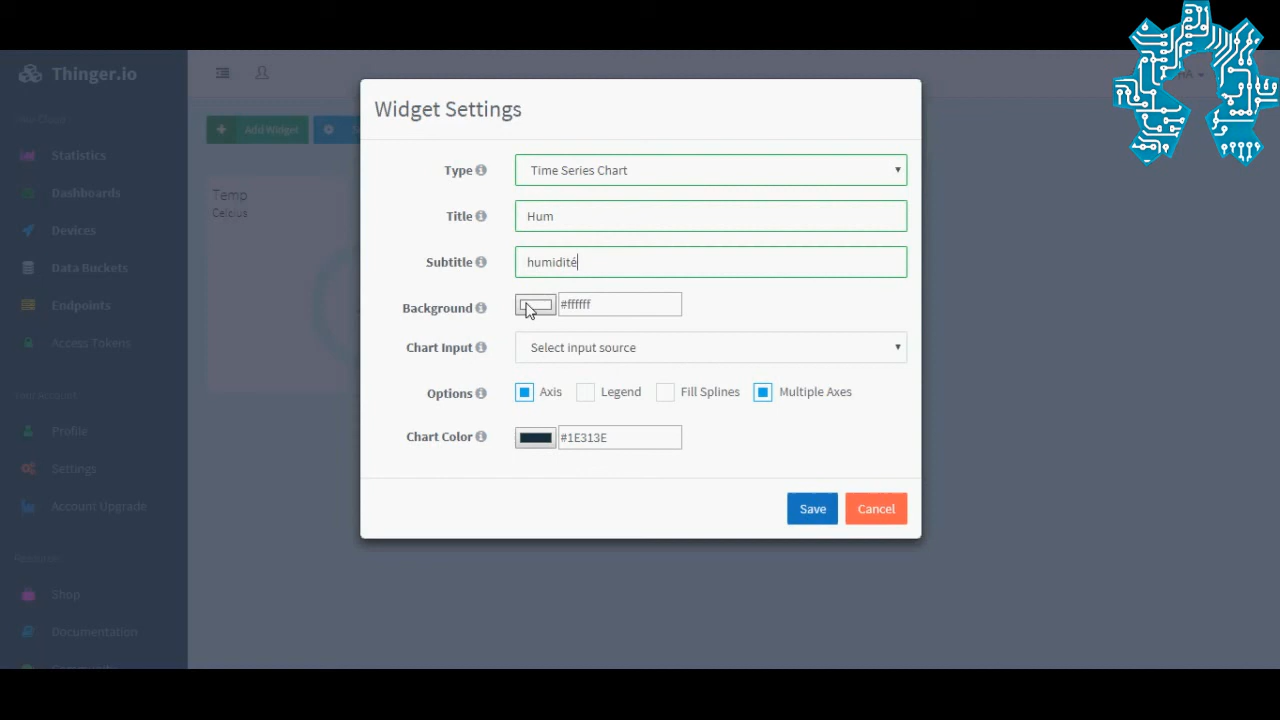 Thinger.io
Statistics
Dashboards
Devices
Data Buckets
Endpoints
Access Tokens
Profile
Settings
Account Upgrade
Shop
Documentation
Add Widget
Temp
Celcius
Widget Settings
Type
Time Series Chart
Title
Hum
Subtitle
humidité
Background
#ffffff
Chart Input
Select input source
Options
Axis Legend Fill Splines Multiple Axes
Chart Color
#1E313E
Save Cancel